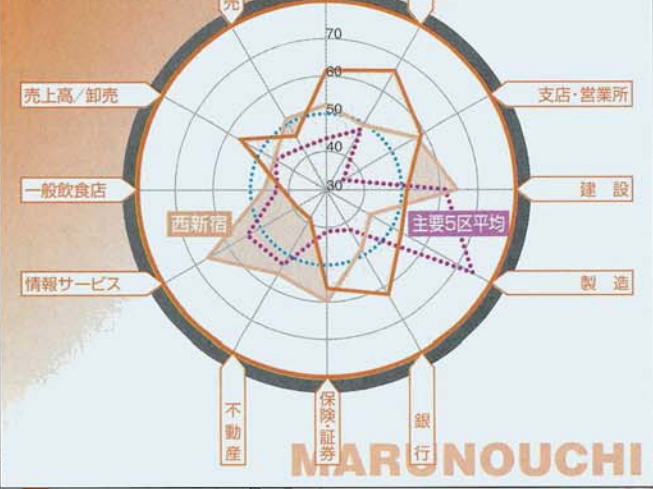 売
70
60
50
40
30
売上高/卸売
支店・営業所
一般飲食店
建設
西新宿
主要5区平均
情報サービス
製造
不動産
保険・証券
銀行
MARUNOUCHI